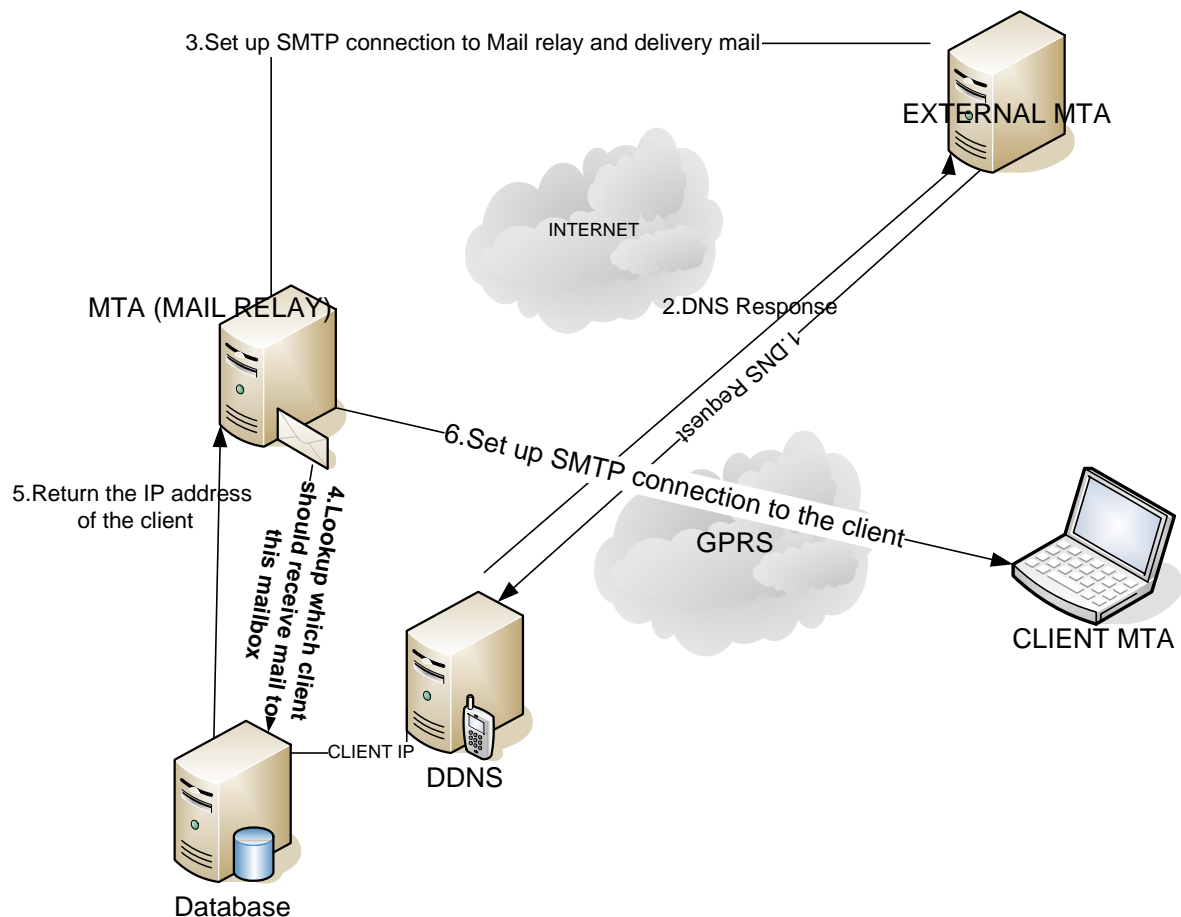 3.Set up SMTP connection to Mail relay and delivery mail
EXTERNAL MTA
INTERNET
MTA (MAIL RELAY)
2.DNS Response
1.DNS Request
6.Set up SMTP connection to the client
5.Return the IP address
of the client
4.Lookup which client
should receive mail to
this mailbox
GPRS
CLIENT MTA
CLIENT IP
DDNS
Database